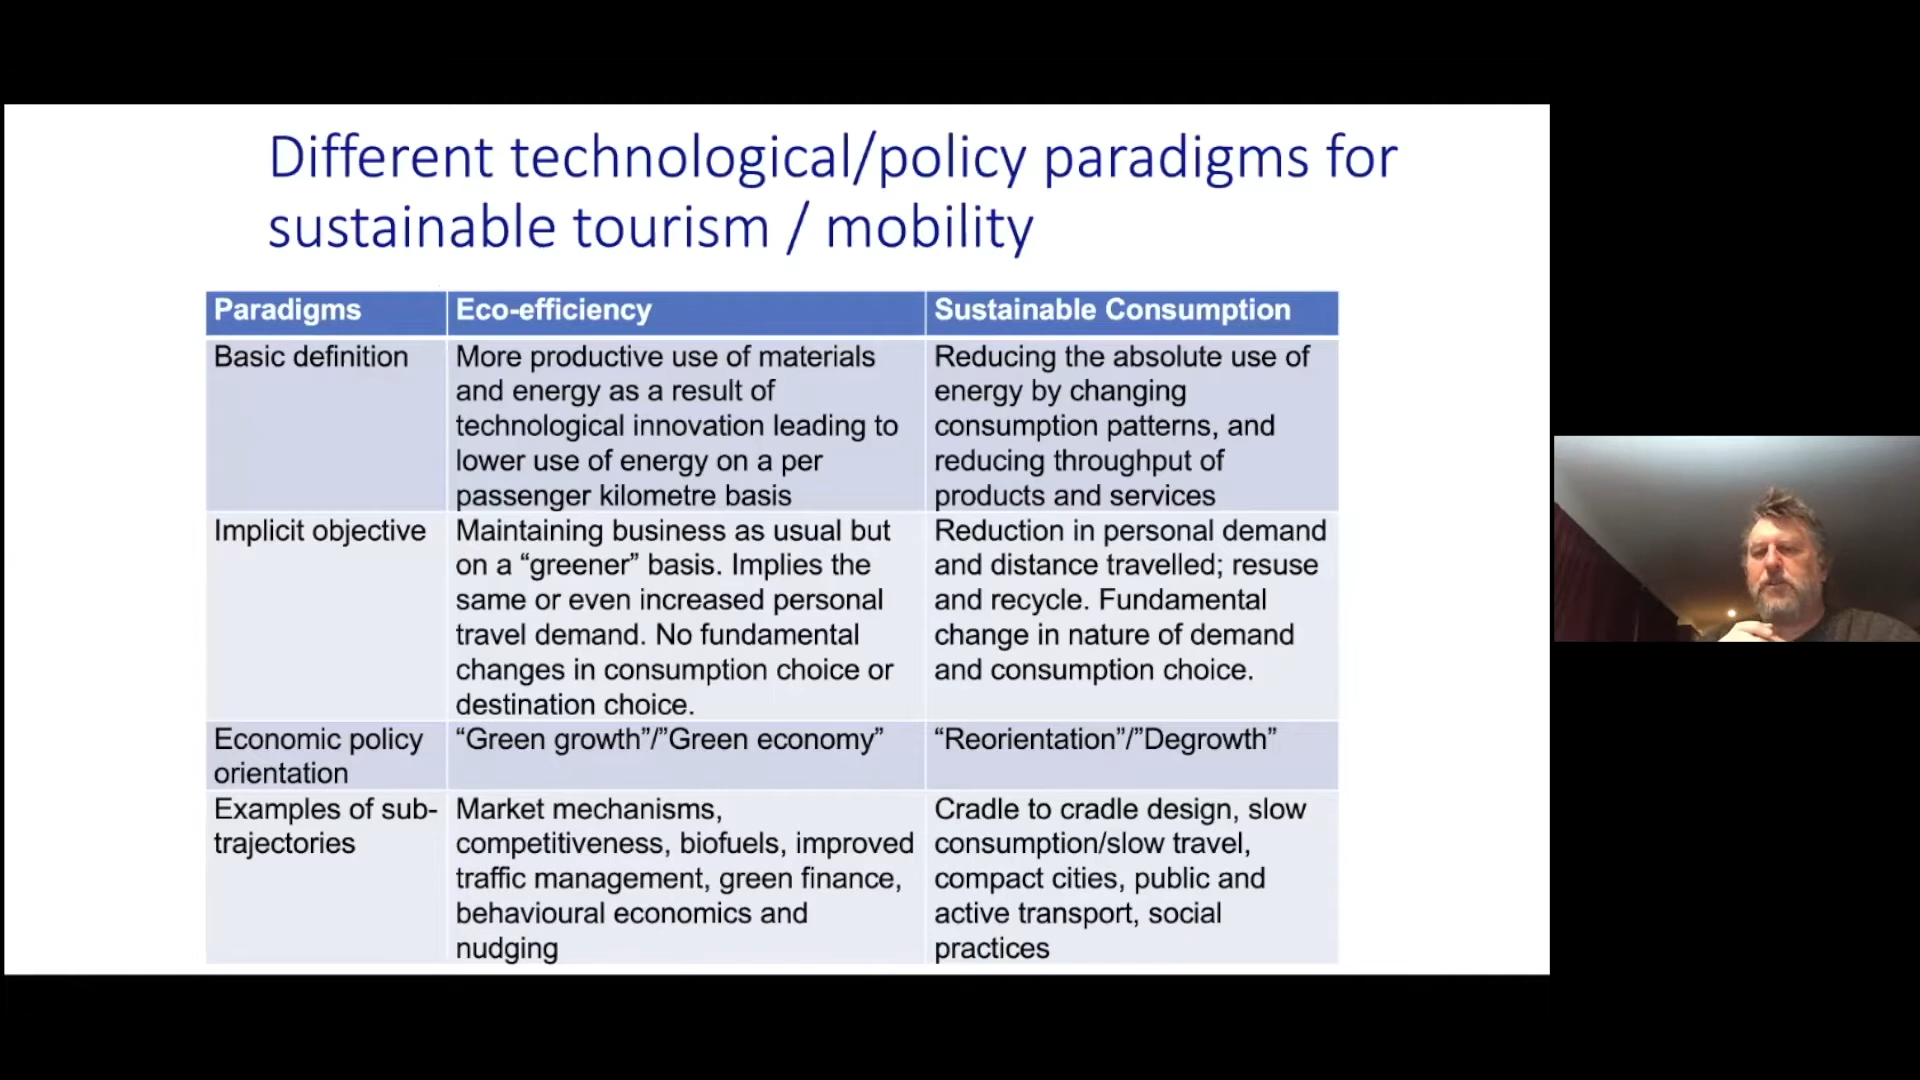 Different technological/policy paradigms for
sustainable tourism / mobility
Paradigms
Eco-efficiency
Sustainable Consumption
Basic definition
More productive use of materials
and energy as a result of
technological innovation leading to
lower use of energy on a per
passenger kilometre basis
Reducing the absolute use of
energy by changing
consumption patterns, and
reducing throughput of
products and services
Implicit objective
Maintaining business as usual but
on a “greener” basis. Implies the
same or even increased personal
travel demand. No fundamental
changes in consumption choice or
destination choice.
Reduction in personal demand
and distance travelled; resuse
and recycle. Fundamental
change in nature of demand
and consumption choice.
Economic policy
orientation
“Green growth”/”Green economy”
“Reorientation”/”Degrowth”
Examples of sub-
trajectories
Market mechanisms,
competitiveness, biofuels, improved
traffic management, green finance,
behavioural economics and
nudging
Cradle to cradle design, slow
consumption/slow travel,
compact cities, public and
active transport, social
practices